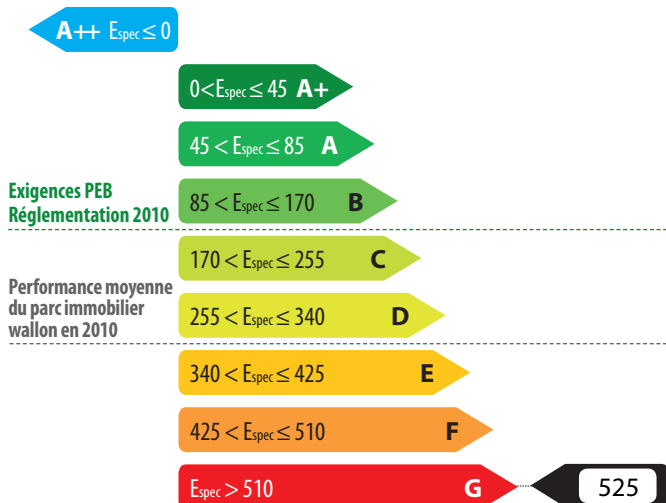 A++ Espec ≤ 0
0 < Espec ≤ 45 A+
45 < Espec ≤ 85 A
Exigences PEB
Réglementation 2010
85 < Espec ≤ 170 B
170 < Espec ≤ 255 C
Performance moyenne
du parc immobilier
wallon en 2010
255 < Espec ≤ 340 D
340 < Espec ≤ 425 E
425 < Espec ≤ 510 F
Espec > 510 G 525